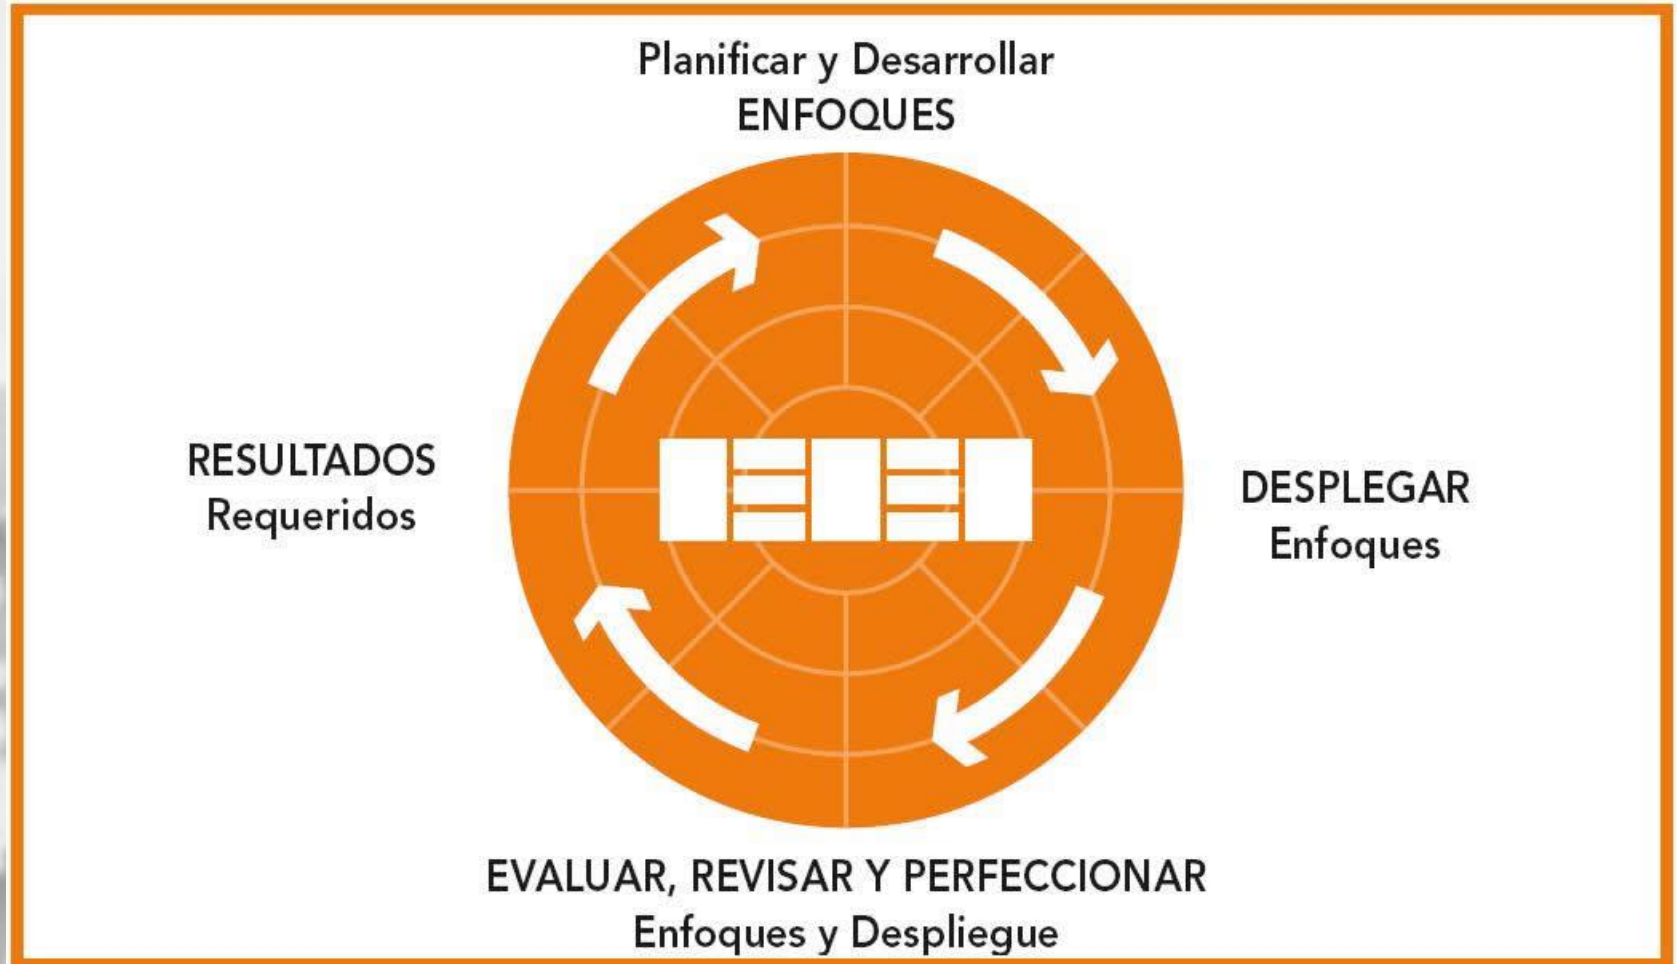 Planificar y Desarrollar
ENFOQUES
RESULTADOS
Requeridos
DESPLEGAR
Enfoques
EVALUAR, REVISAR Y PERFECCIONAR
Enfoques y Despliegue